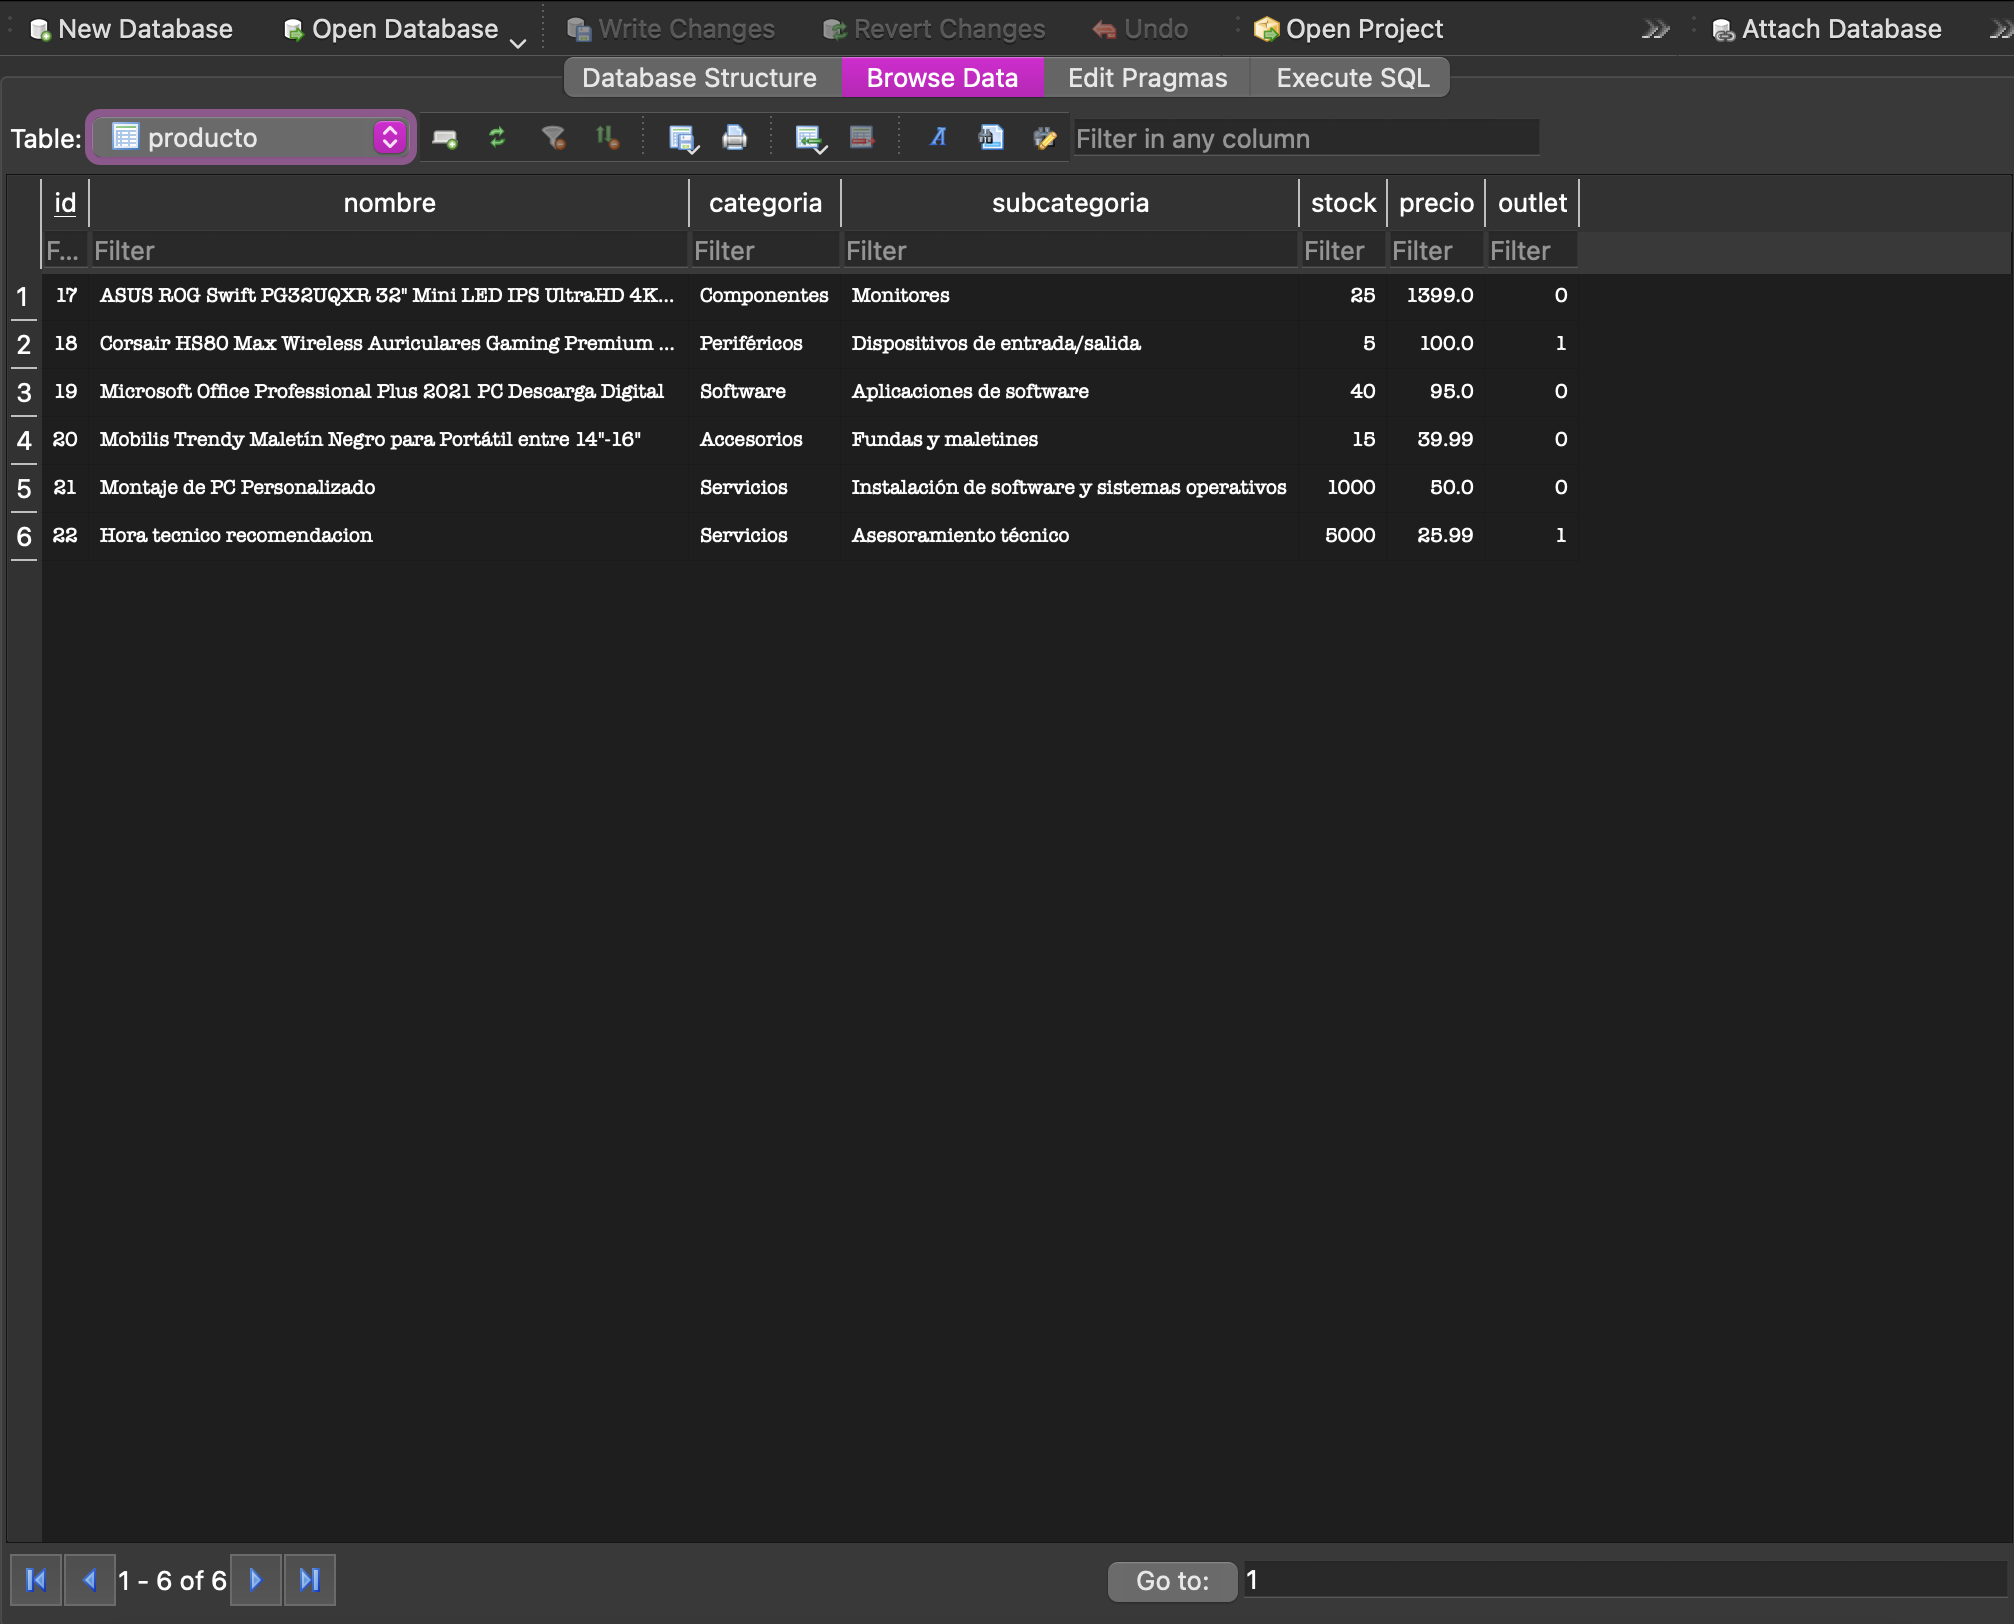 New Database Open Database Write Changes Revert Changes Undo Open Project Attach Database
Database Structure Browse Data Edit Pragmas Execute SQL
Table: producto Filter in any column
id nombre categoria subcategoria stock precio outlet
F... Filter Filter Filter Filter Filter Filter
1 17 ASUS ROG Swift PG32UQXR 32" Mini LED IPS UltraHD 4K... Componentes Monitores 25 1399.0 0
2 18 Corsair HS80 Max Wireless Auriculares Gaming Premium ... Periféricos Dispositivos de entrada/salida 5 100.0 1
3 19 Microsoft Office Professional Plus 2021 PC Descarga Digital Software Aplicaciones de software 40 95.0 0
4 20 Mobilis Trendy Maletín Negro para Portátil entre 14"-16" Accesorios Fundas y maletines 15 39.99 0
5 21 Montaje de PC Personalizado Servicios Instalación de software y sistemas operativos 1000 50.0 0
6 22 Hora tecnico recomendacion Servicios Asesoramiento técnico 5000 25.99 1
1 - 6 of 6 Go to: 1